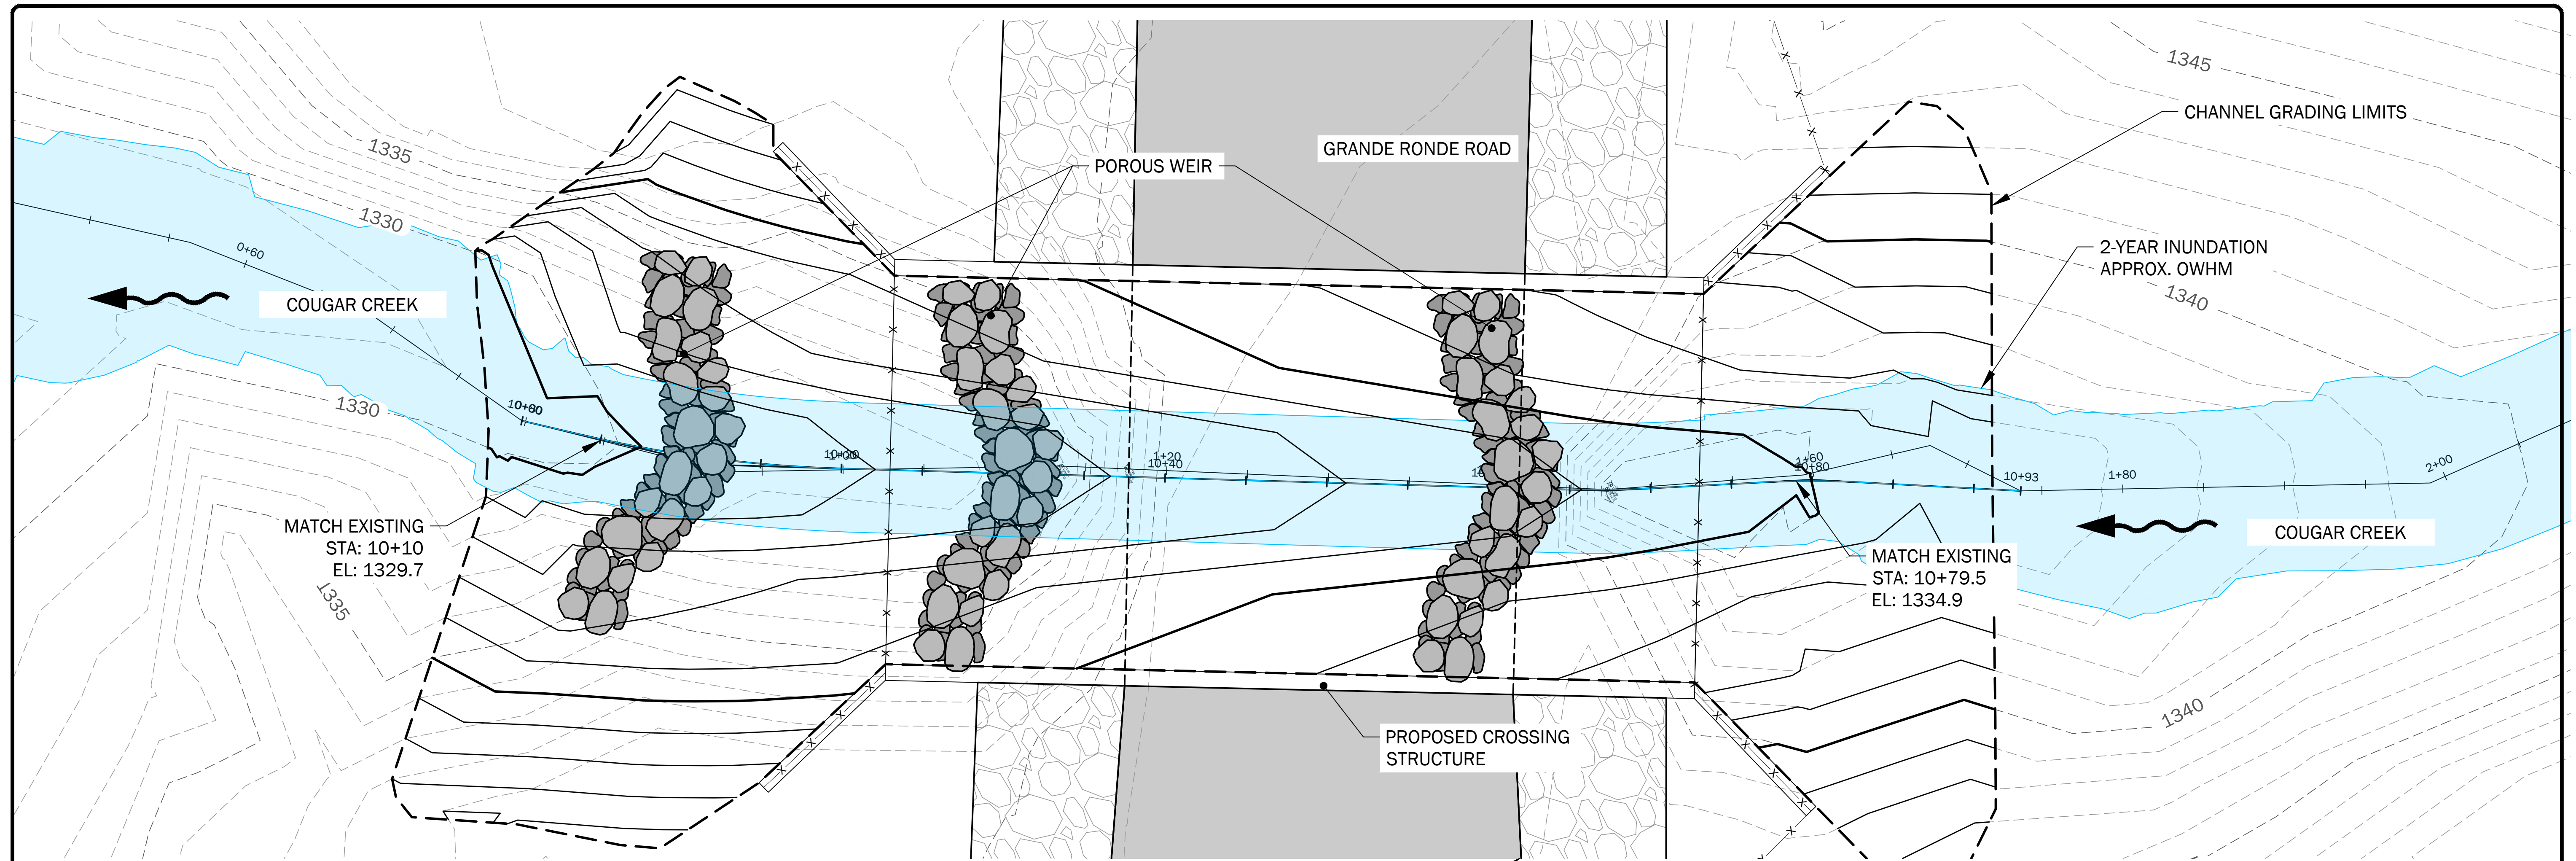 1345
CHANNEL GRADING LIMITS
1335
POROUS WEIR
GRANDE RONDE ROAD
1330
0+60
2-YEAR INUNDATION
APPROX. OWHM
1340
COUGAR CREEK
1330
10+20
1+20
10+40
1+60
10+80
10+93
1+80
2+00
MATCH EXISTING
STA: 10+10
EL: 1329.7
COUGAR CREEK
MATCH EXISTING
STA: 10+79.5
EL: 1334.9
1335
1340
PROPOSED CROSSING
STRUCTURE